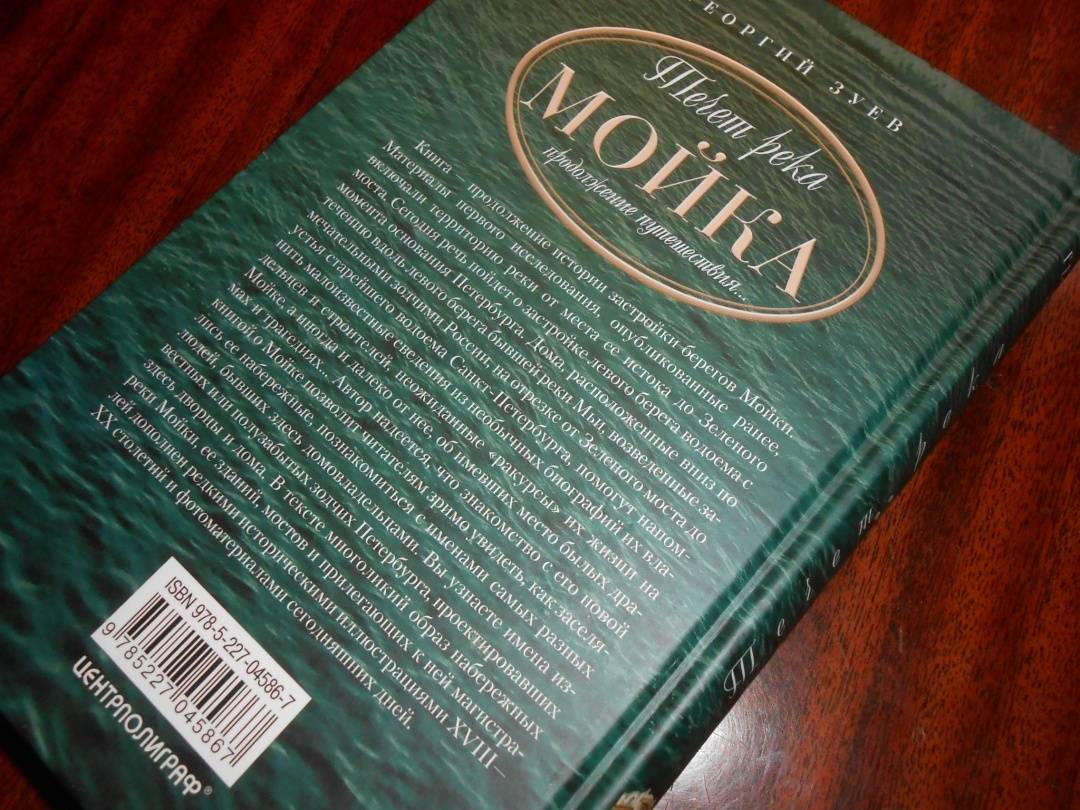 ГЕОРГИЙ ЗУЕВ
Течет река
МОЙКА
продолжение путешествия...
Книга – продолжение истории застройки берегов Мойки.
Материалы первого исследования, опубликованные ранее,
включали территорию реки от места ее истока до Зеленого
моста. Сегодня речь пойдет о застройке левого берега водоема с
момента основания Петербурга. Дома, расположенные вниз по
течению вдоль левого берега бывшей реки Мьи, возведенные за-
мечательными зодчими России, на отрезке от Зеленого моста до
устья старейшего водоема Санкт-Петербурга, помогут напом-
нить малоизвестные сведения из необычных биографий их вла-
дельцев и строителей, неожиданные «ракурсы» их жизни на
Мойке, а иногда и далеко от нее, об имевших место былых дра-
мах и трагедиях... Автор надеется, что знакомство с его новой
книгой о Мойке позволит читателям зримо увидеть, как заселя-
лись ее набережные, познакомиться с именами самых разных
людей, бывших здесь домовладельцами. Вы узнаете имена из-
вестных или полузабытых зодчих Петербурга, проектировавших
здесь дворцы и дома. В тексте многоликий образ набережных
реки Мойки, ее зданий, мостов и прилегающих к ней магистра-
лей дополнен редкими историческими иллюстрациями XVIII–
XX столетий и фотоматериалами сегодняшних дней.
ISBN 978-5-227-04586-7
9 785227 045867
ЦЕНТРПОЛИГРАФ®